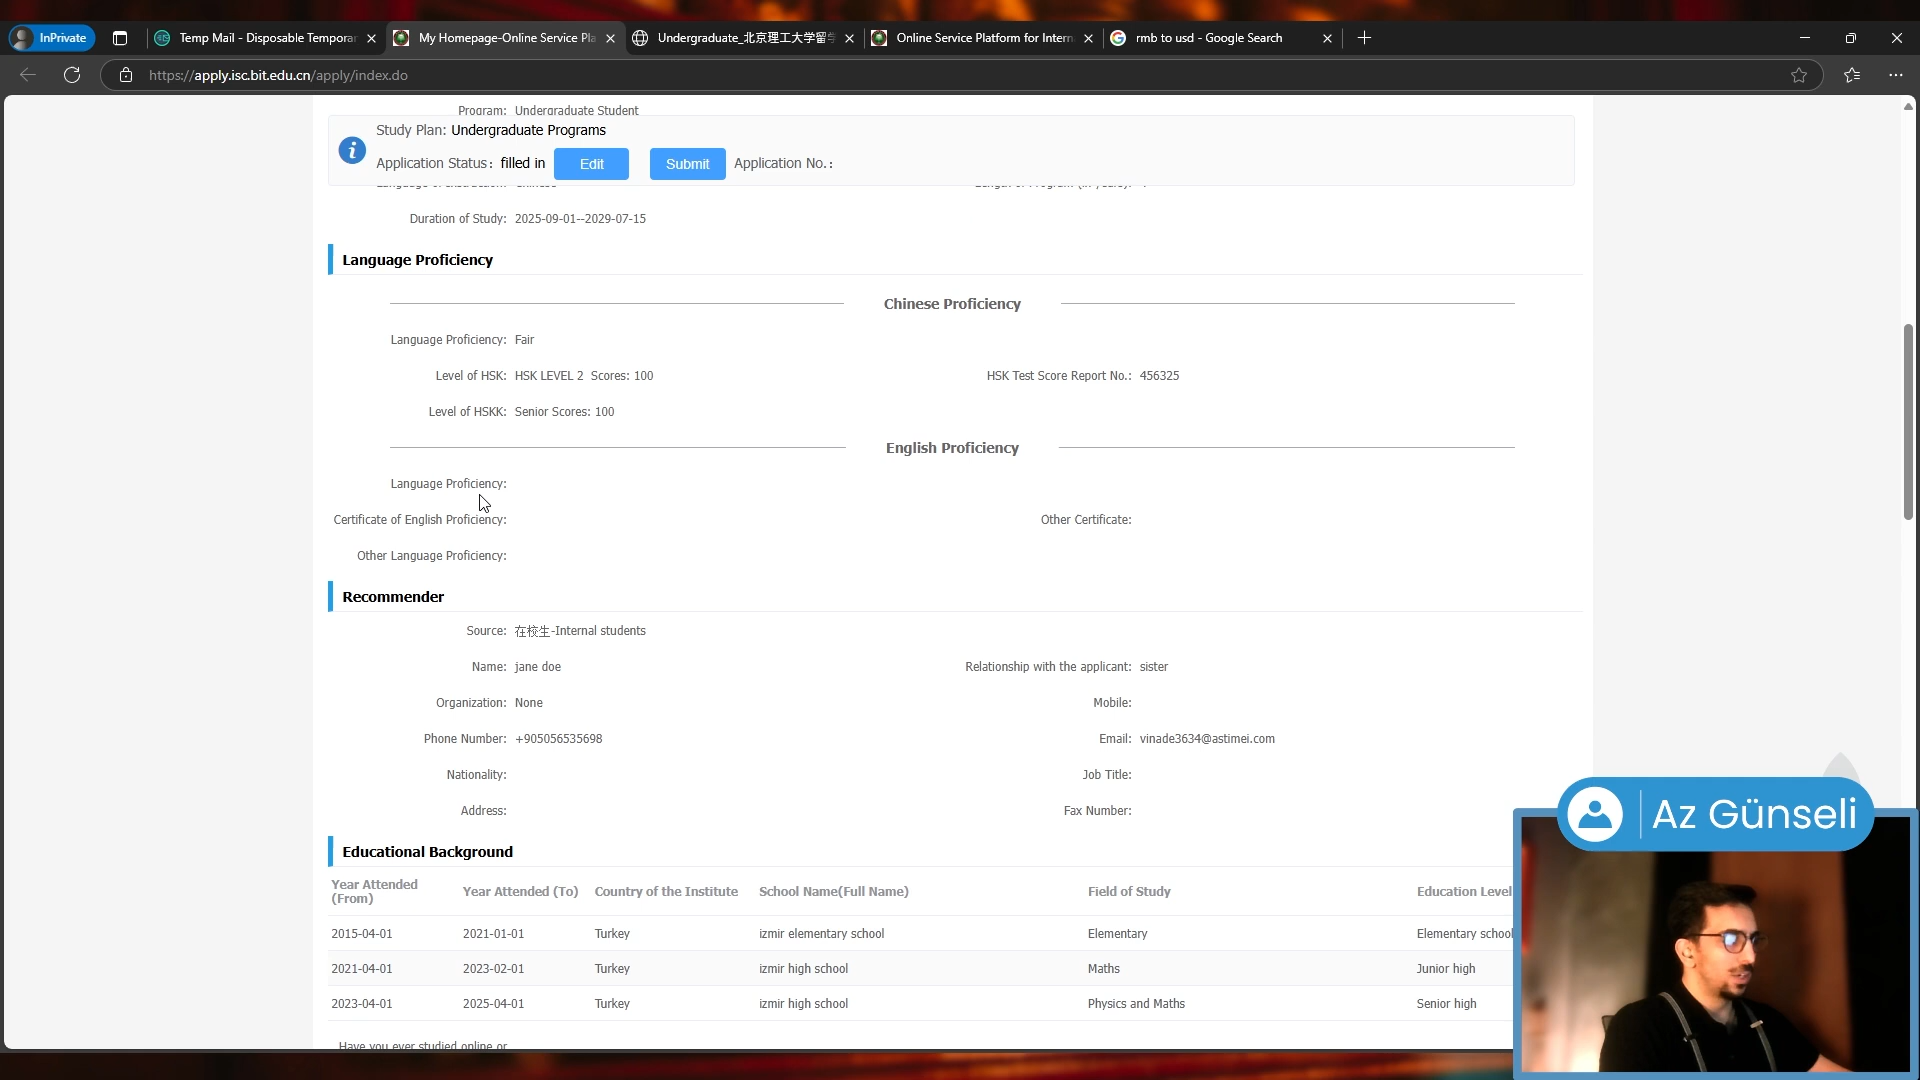 InPrivate
Temp Mail - Disposable Temporar
My Homepage-Online Service Pla
Undergraduate_北京理工大学留学
Online Service Platform for Intern
rmb to usd - Google Search
https://apply.isc.bit.edu.cn/apply/index.do
Program: Undergraduate Student
Study Plan: Undergraduate Programs
Application Status: filled in
Edit
Submit
Application No.:
Duration of Study: 2025-09-01--2029-07-15
Language Proficiency
Chinese Proficiency
Language Proficiency: Fair
Level of HSK: HSK LEVEL 2 Scores: 100
HSK Test Score Report No.: 456325
Level of HSKK: Senior Scores: 100
English Proficiency
Language Proficiency:
Certificate of English Proficiency:
Other Certificate:
Other Language Proficiency:
Recommender
Source: 在校生-Internal students
Name: jane doe
Relationship with the applicant: sister
Organization: None
Mobile:
Phone Number: +905056535698
Email: vinade3634@astimei.com
Nationality:
Job Title:
Address:
Fax Number:
Az Günseli
Educational Background
Year Attended (From)
Year Attended (To)
Country of the Institute
School Name(Full Name)
Field of Study
Education Level
2015-04-01 2021-01-01 Turkey izmir elementary school Elementary Elementary school
2021-04-01 2023-02-01 Turkey izmir high school Maths Junior high
2023-04-01 2025-04-01 Turkey izmir high school Physics and Maths Senior high
Have you ever studied online or